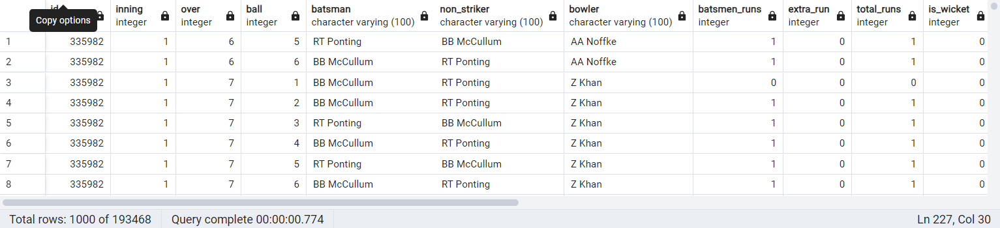 id inning over ball batsman non_striker bowler batsmen_runs extra_run total_runs is_wicket
Copy options integer integer integer character varying (100) character varying (100) character varying (100) integer integer integer integer
1 335982 1 6 5 RT Ponting BB McCullum AA Noffke 1 0 1 0
2 335982 1 6 6 BB McCullum RT Ponting AA Noffke 1 0 1 0
3 335982 1 7 1 BB McCullum RT Ponting Z Khan 0 0 0 0
4 335982 1 7 2 BB McCullum RT Ponting Z Khan 1 0 1 0
5 335982 1 7 3 RT Ponting BB McCullum Z Khan 1 0 1 0
6 335982 1 7 4 BB McCullum RT Ponting Z Khan 1 0 1 0
7 335982 1 7 5 RT Ponting BB McCullum Z Khan 1 0 1 0
8 335982 1 7 6 BB McCullum RT Ponting Z Khan 1 0 1 0
Total rows: 1000 of 193468 Query complete 00:00:00.774 Ln 227, Col 30